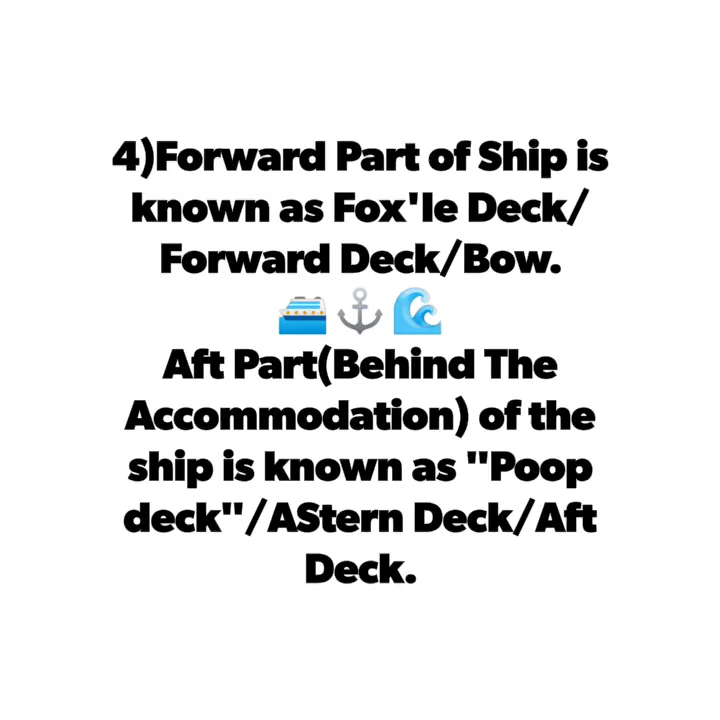 4)Forward Part of Ship is
known as Fox'le Deck/
Forward Deck/Bow.
🛳️⚓🌊
Aft Part(Behind The
Accommodation) of the
ship is known as "Poop
deck"/AStern Deck/Aft
Deck.